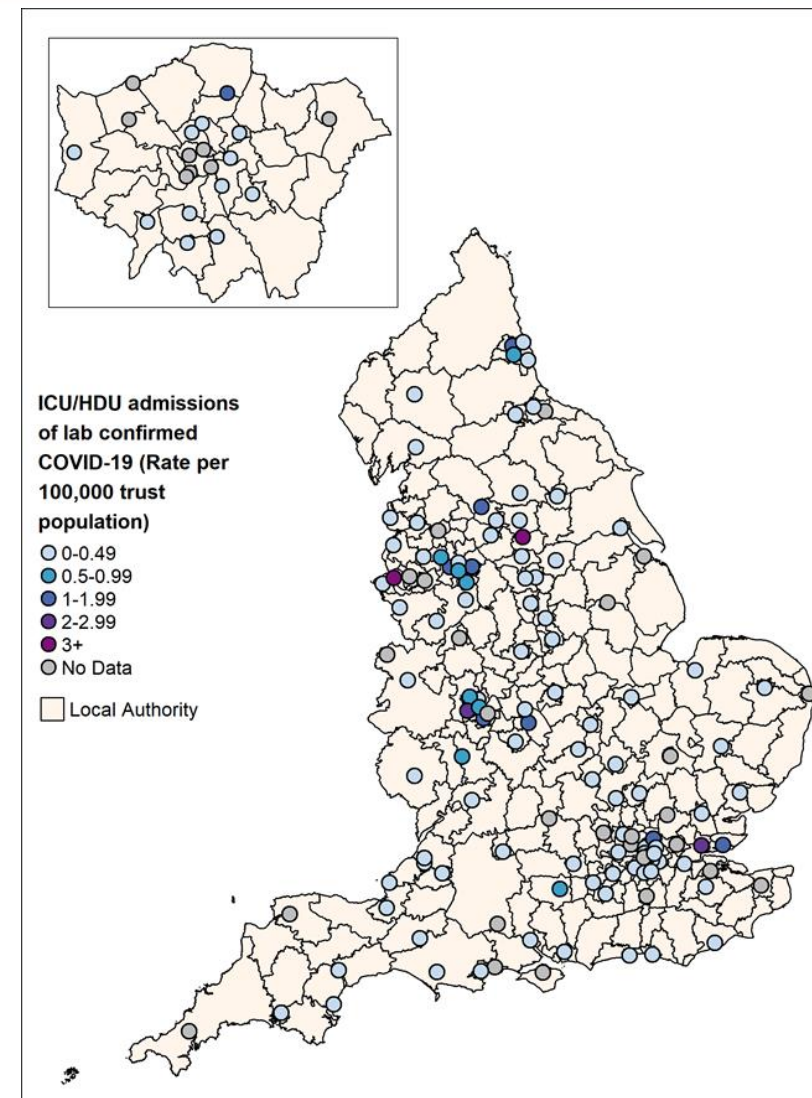 ICU/HDU admissions
of lab confirmed
COVID-19 (Rate per
100,000 trust
population)
0-0.49
0.5-0.99
1-1.99
2-2.99
3+
No Data
Local Authority